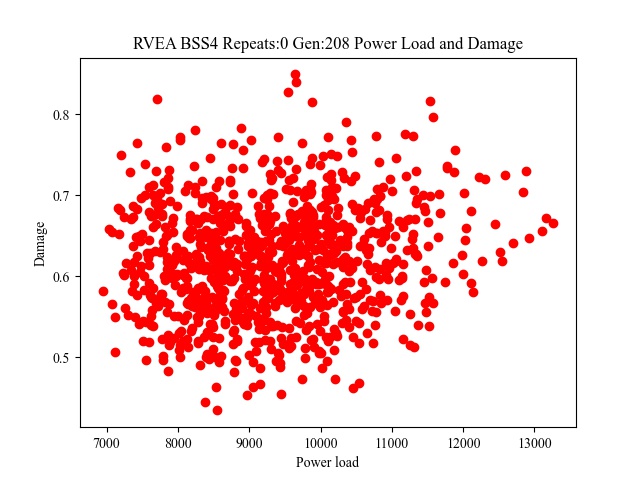 RVEA BSS4 Repeats:0 Gen:208 Power Load and Damage
0.8
0.7
0.6
0.5
Damage
7000 8000 9000 10000 11000 12000 13000
Power load